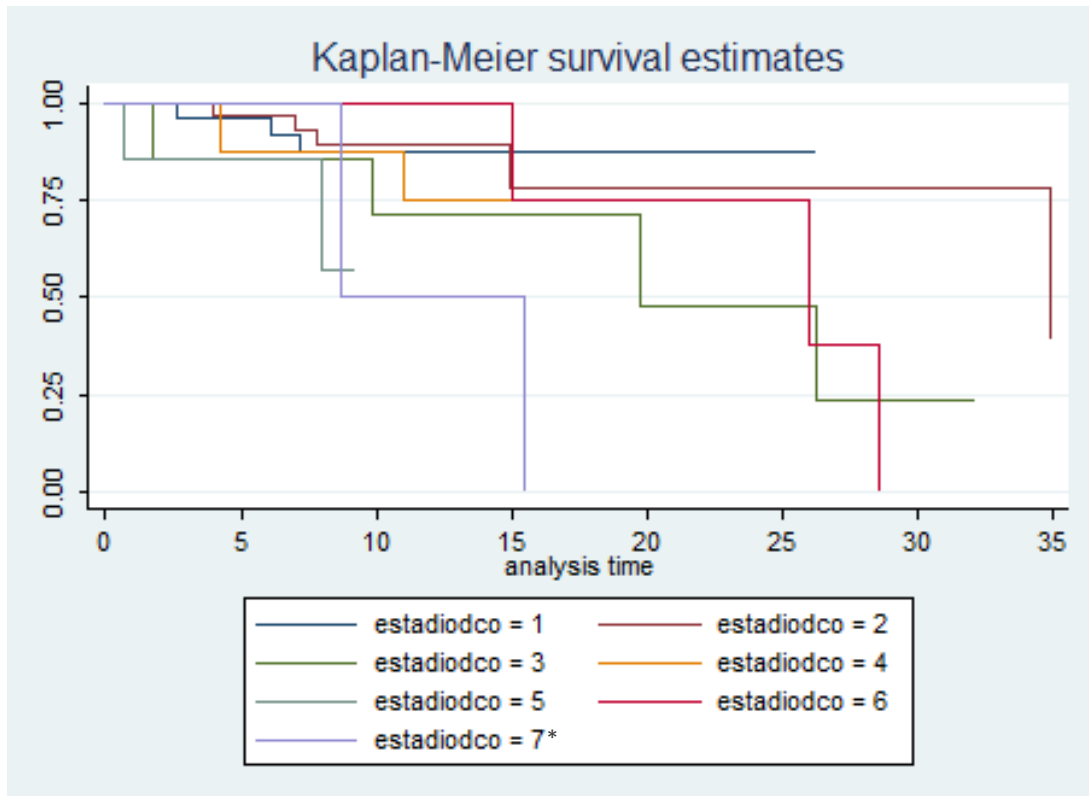 Kaplan-Meier survival estimates
1.00
0.75
0.50
0.25
0.00
0 5 10 15 20 25 30 35
analysis time
estadiodco = 1 estadiodco = 2
estadiodco = 3 estadiodco = 4
estadiodco = 5 estadiodco = 6
estadiodco = 7*